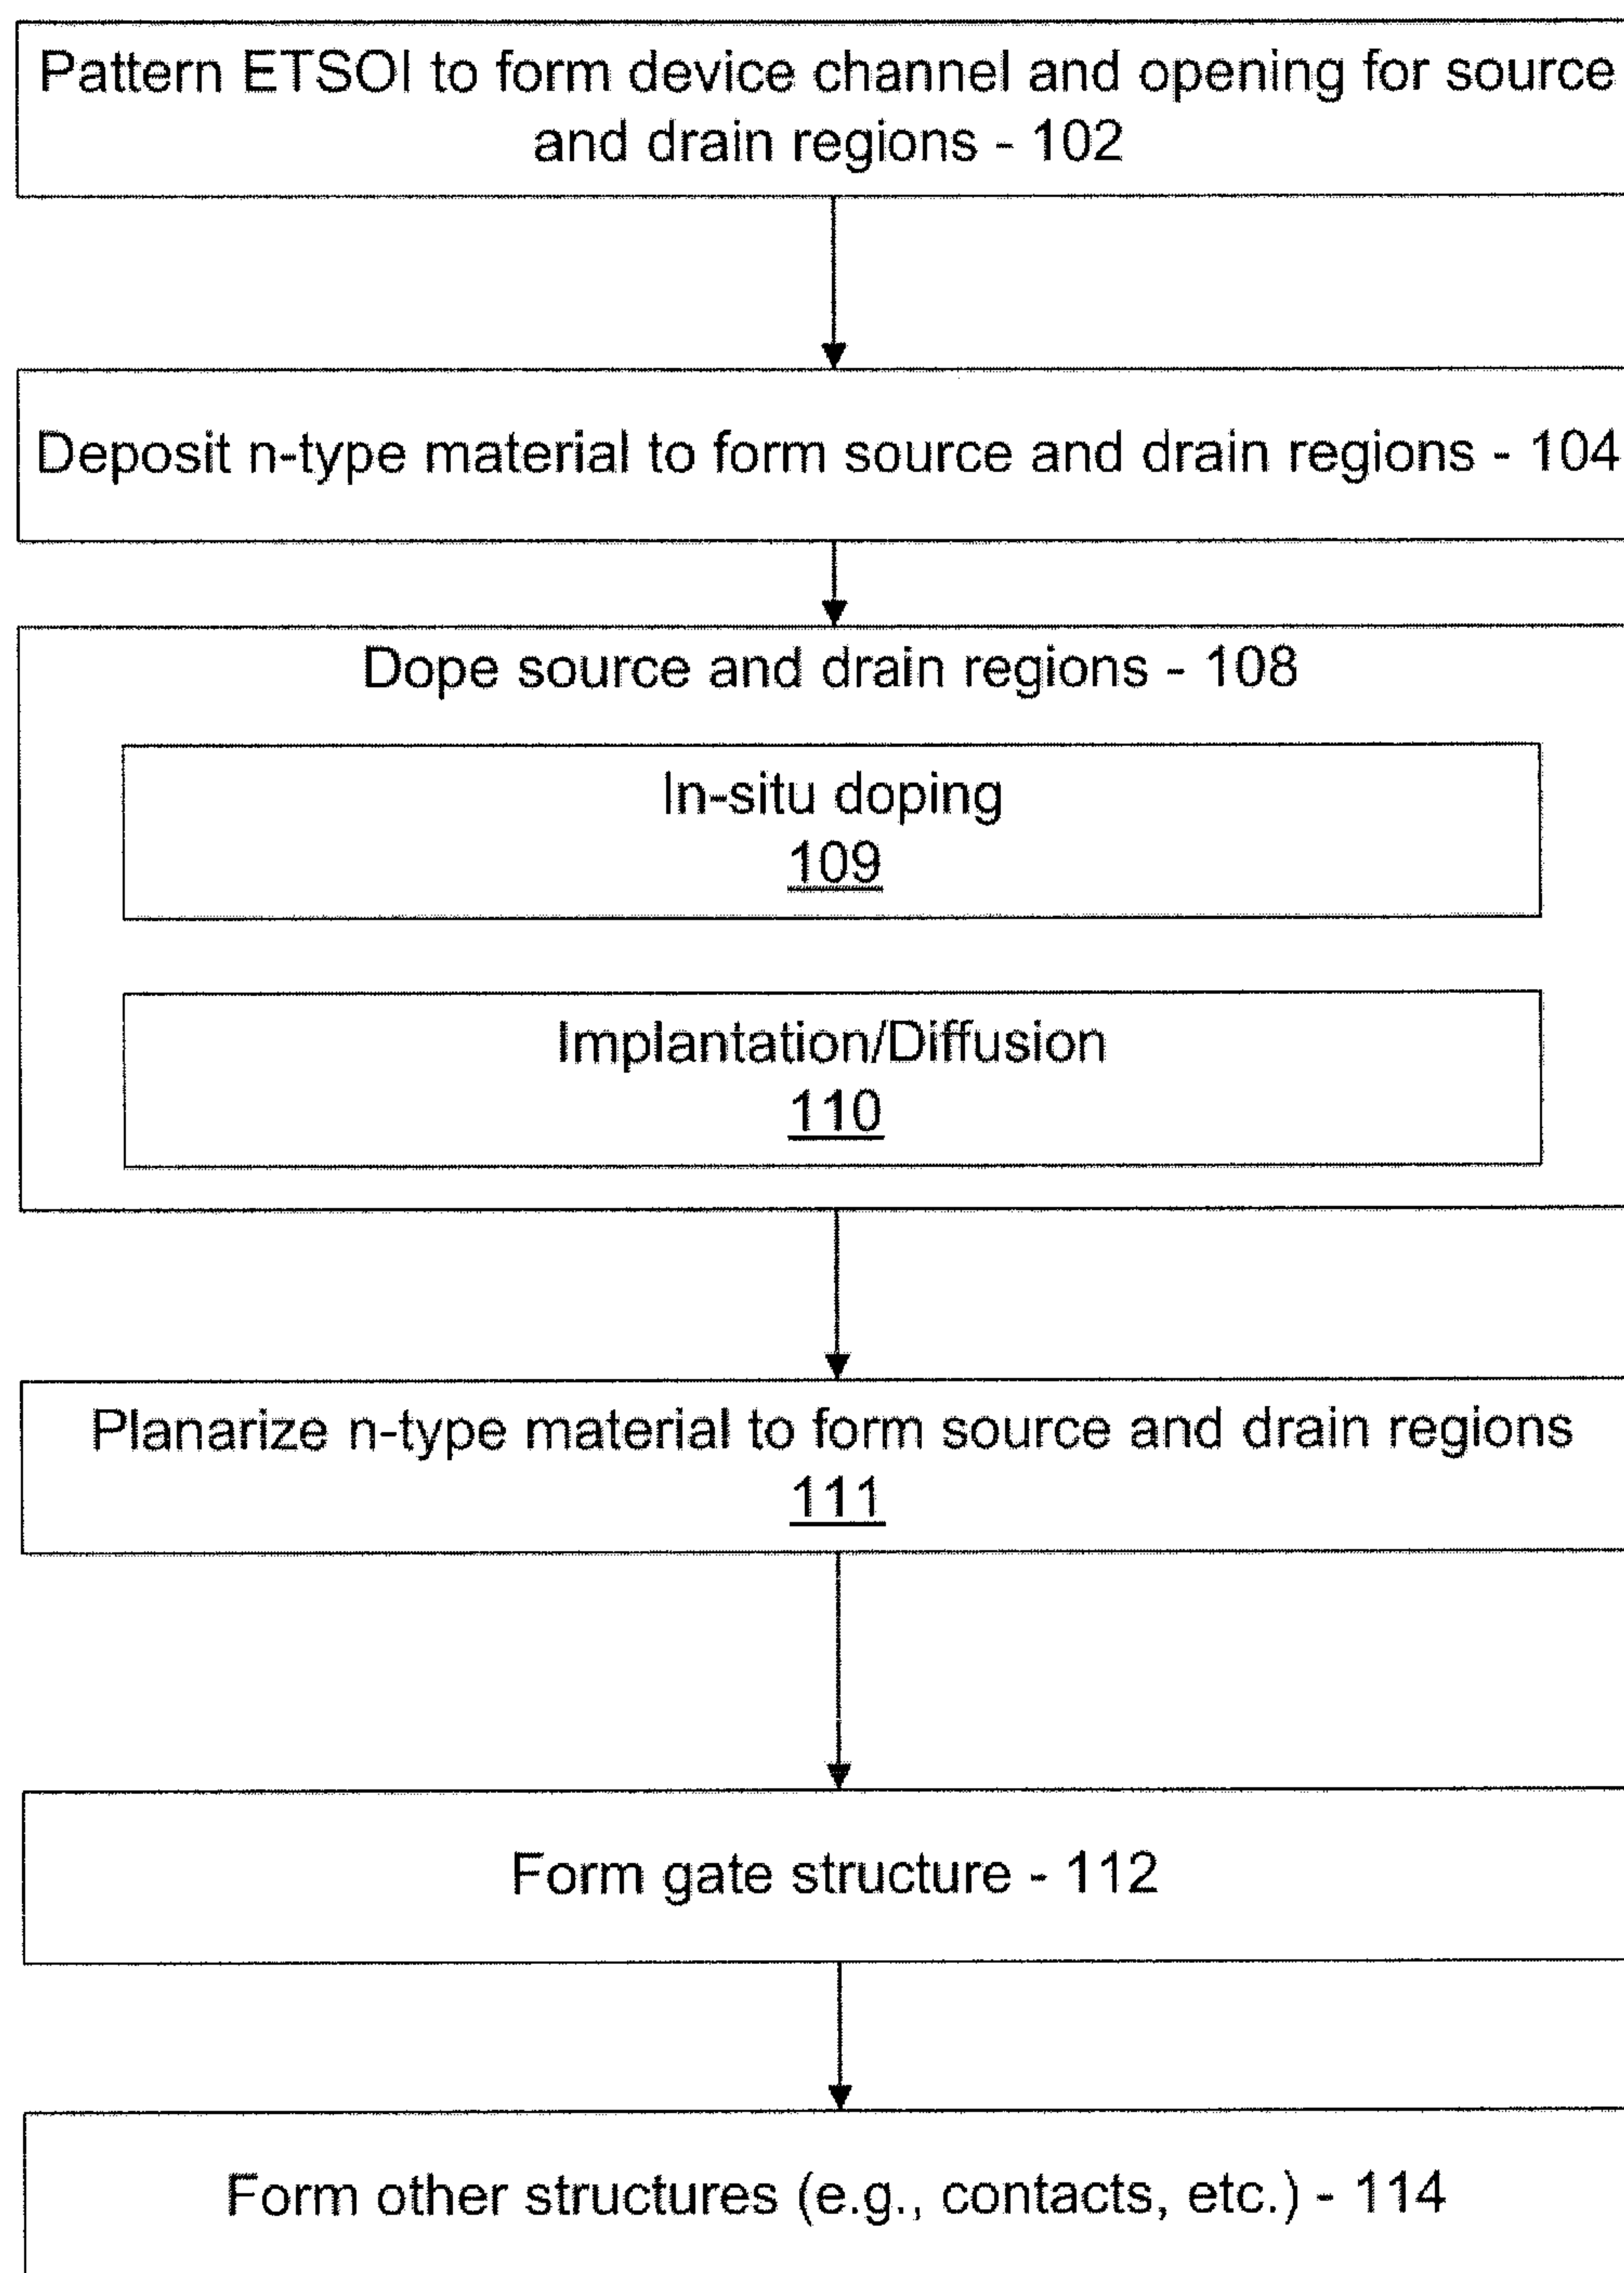 Pattern ETSOI to form device channel and opening for source
and drain regions - 102
Deposit n-type material to form source and drain regions - 104
Dope source and drain regions - 108
In-situ doping
109
Implantation/Diffusion
110
Planarize n-type material to form source and drain regions
111
Form gate structure - 112
Form other structures (e.g., contacts, etc.) - 114